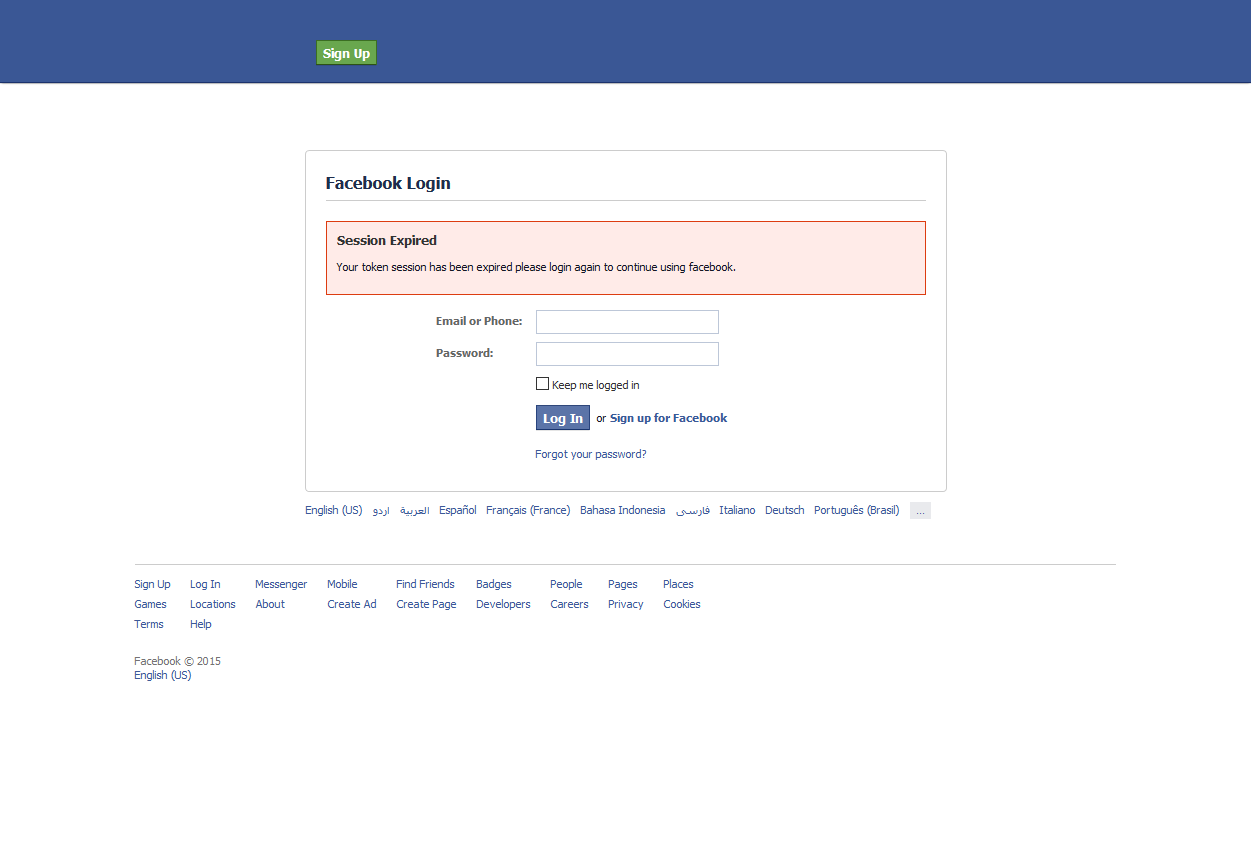 Sign Up
Facebook Login
Session Expired
Your token session has been expired please login again to continue using facebook.
Email or Phone:
Password:
Keep me logged in
Log In or Sign up for Facebook
Forgot your password?
English (US) اردو العربية Español Français (France) Bahasa Indonesia فارسی Italiano Deutsch Português (Brasil) ...
Sign Up Log In Messenger Mobile Find Friends Badges People Pages Places
Games Locations About Create Ad Create Page Developers Careers Privacy Cookies
Terms Help
Facebook © 2015
English (US)